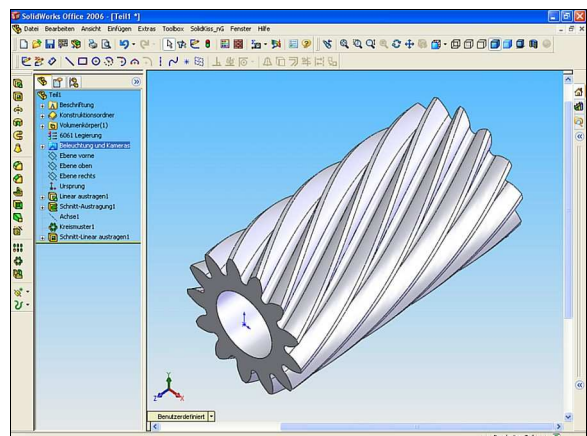 SolidWorks Office 2006 - [Teil1 *]
Datei Bearbeiten Ansicht Einfügen Extras Toolbox SolidKiss_nG Fenster Hilfe
Teil1
Beschriftung
Konstruktionsordner
Volumenkörper(1)
6061 Legierung
Beleuchtung und Kameras
Ebene vorne
Ebene oben
Ebene rechts
Ursprung
Linear austragen1
Schnitt-Austragung1
Achse1
Kreismuster1
Schnitt-Linear austragen1
Y
Z
X
Benutzerdefiniert